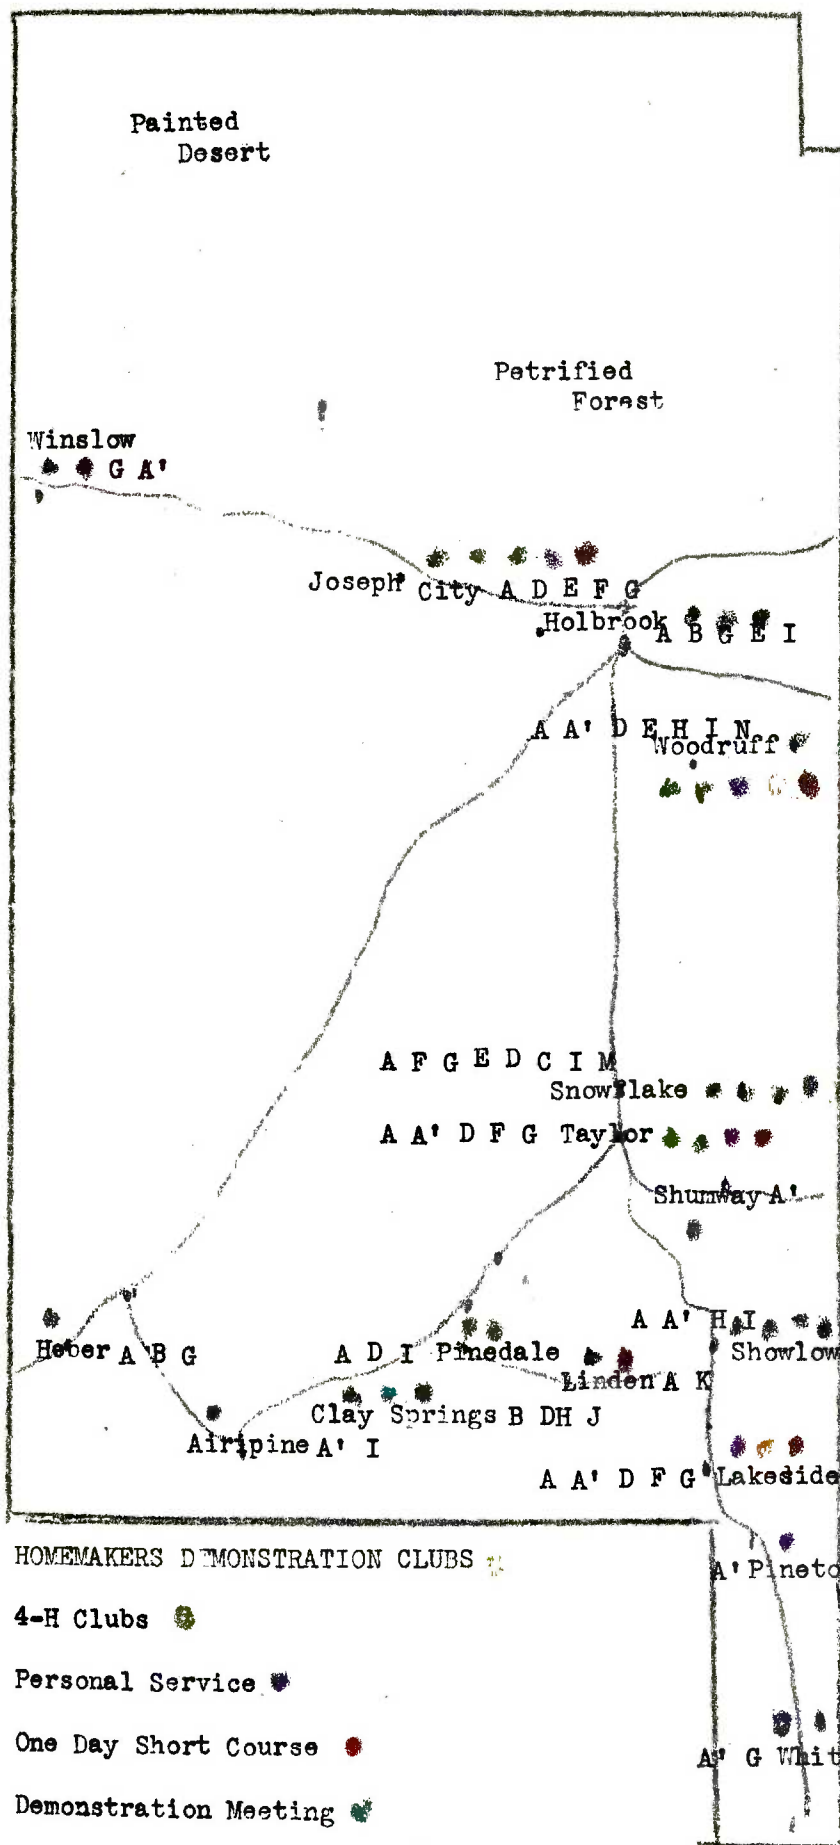 Painted
Desert
Petrified
Forest
Winslow
G A'
Joseph City A D E F G
Holbrook A B G E I
A A' D E H I N
Woodruff
A F G E D C I M
Snowflake
A A' D F G Taylor
Shumway A'
A A' H I
Showlow
Heber A B G
A D I Pinedale
Linden A K
Clay Springs B DH J
Airipine A' I
A A' D F G Lakeside
HOMEMAKERS DEMONSTRATION CLUBS
A' Pineto
4-H Clubs
Personal Service
One Day Short Course
A' G Whit
Demonstration Meeting